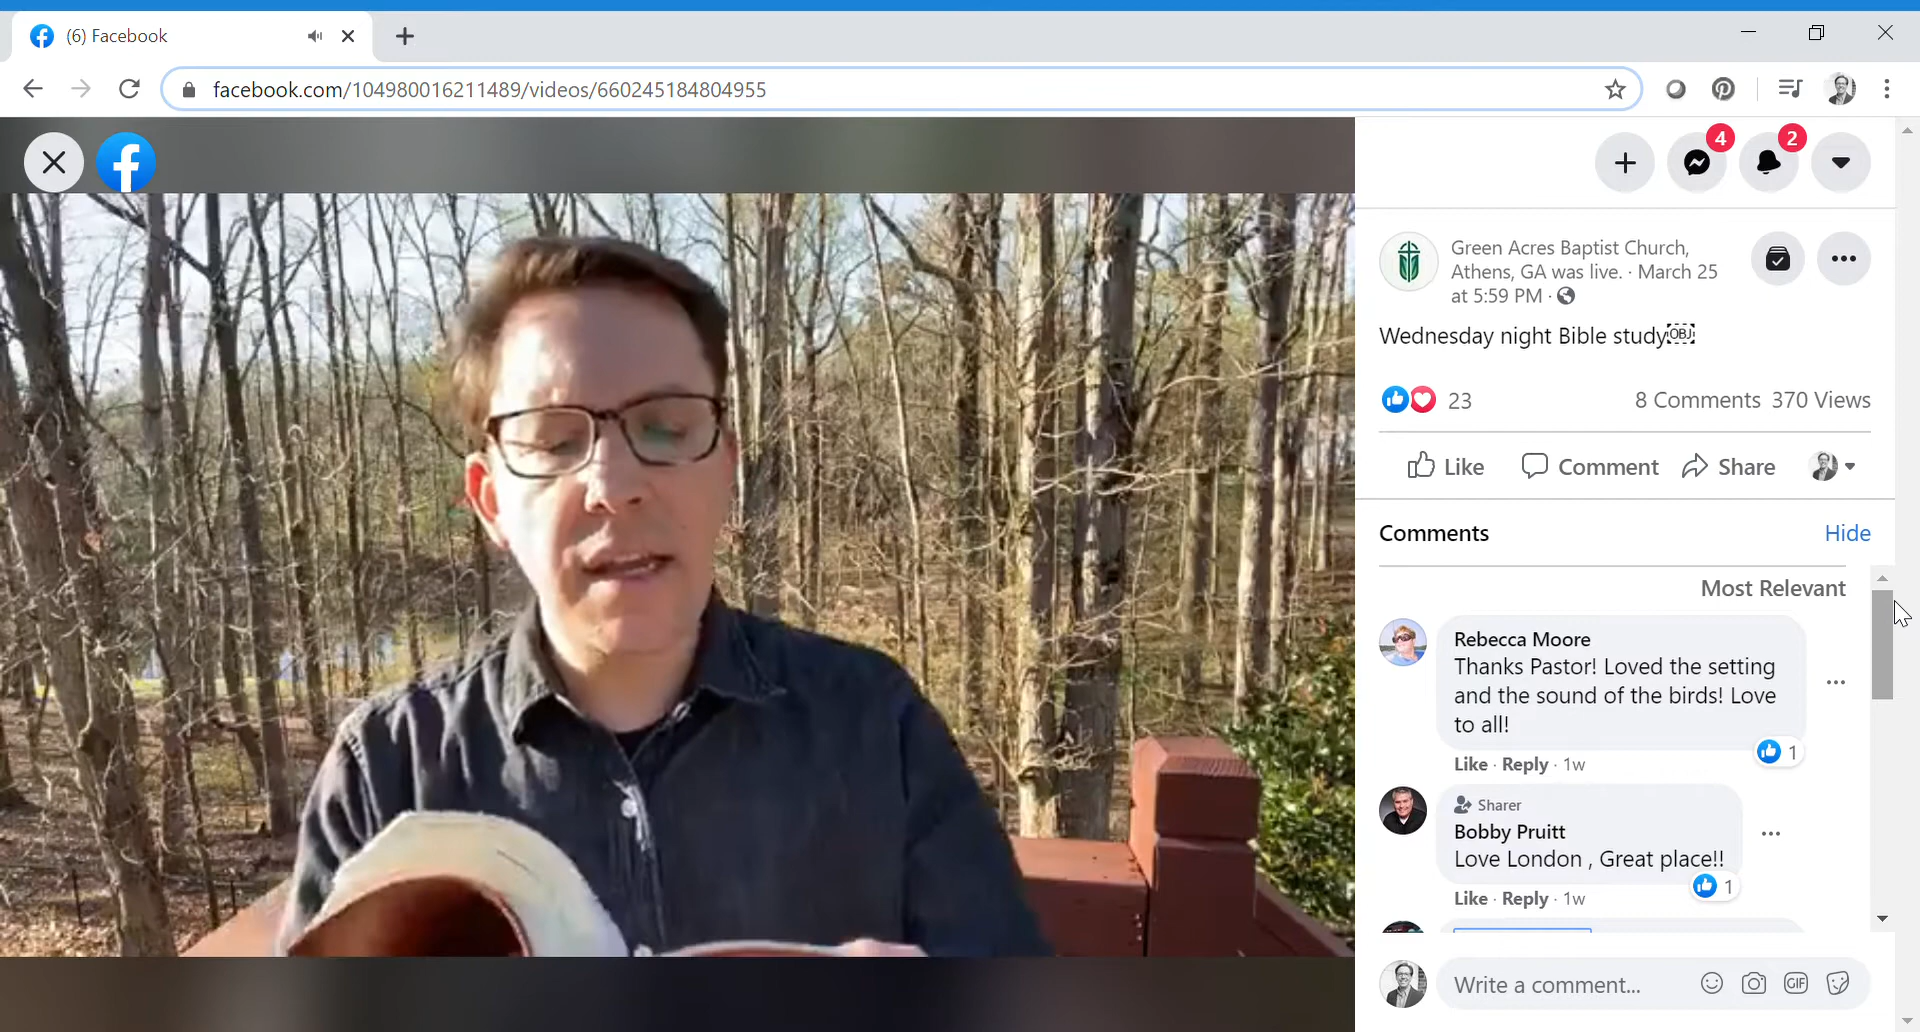 (6) Facebook
facebook.com/104980016211489/videos/660245184804955
4
2
Green Acres Baptist Church,
Athens, GA was live. · March 25
at 5:59 PM ·
Wednesday night Bible study OBJ
23
8 Comments 370 Views
Like Comment Share
Comments
Hide
Most Relevant
Rebecca Moore
Thanks Pastor! Loved the setting
and the sound of the birds! Love
to all!
1
Like · Reply · 1w
Sharer
Bobby Pruitt
Love London , Great place!!
1
Like · Reply · 1w
Write a comment...
GIF